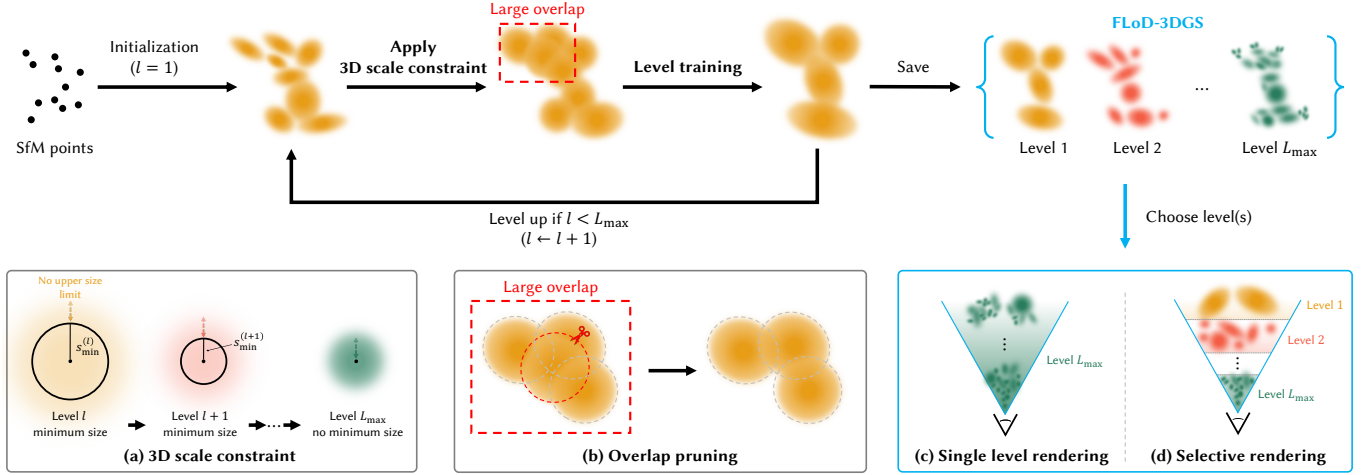 SfM points
Initialization
(l = 1)
Apply
3D scale constraint
Large overlap
Level training
Save
FLoD-3DGS
Level 1
Level 2
...
Level L_max
Level up if l < L_max
(l ← l + 1)
Choose level(s)
No upper size
limit
s_min^(l)
Level l
minimum size
s_min^(l+1)
Level l + 1
minimum size
Level L_max
no minimum size
(a) 3D scale constraint
Large overlap
(b) Overlap pruning
Level L_max
(c) Single level rendering
Level 1
Level 2
Level L_max
(d) Selective rendering